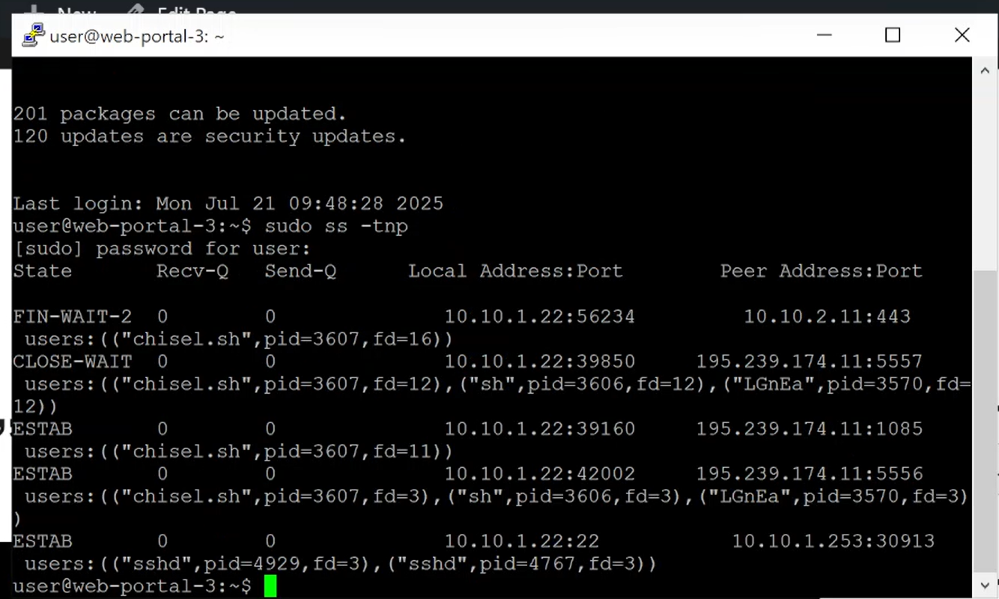 New Edit Page
user@web-portal-3: ~
201 packages can be updated.
120 updates are security updates.
Last login: Mon Jul 21 09:48:28 2025
user@web-portal-3:~$ sudo ss -tnp
[sudo] password for user:
State Recv-Q Send-Q Local Address:Port Peer Address:Port
FIN-WAIT-2 0 0 10.10.1.22:56234 10.10.2.11:443
users:(("chisel.sh",pid=3607,fd=16))
CLOSE-WAIT 0 0 10.10.1.22:39850 195.239.174.11:5557
users:(("chisel.sh",pid=3607,fd=12),("sh",pid=3606,fd=12),("LGnEa",pid=3570,fd=
12))
ESTAB 0 0 10.10.1.22:39160 195.239.174.11:1085
users:(("chisel.sh",pid=3607,fd=11))
ESTAB 0 0 10.10.1.22:42002 195.239.174.11:5556
users:(("chisel.sh",pid=3607,fd=3),("sh",pid=3606,fd=3),("LGnEa",pid=3570,fd=3)
)
ESTAB 0 0 10.10.1.22:22 10.10.1.253:30913
users:(("sshd",pid=4929,fd=3),("sshd",pid=4767,fd=3))
user@web-portal-3:~$